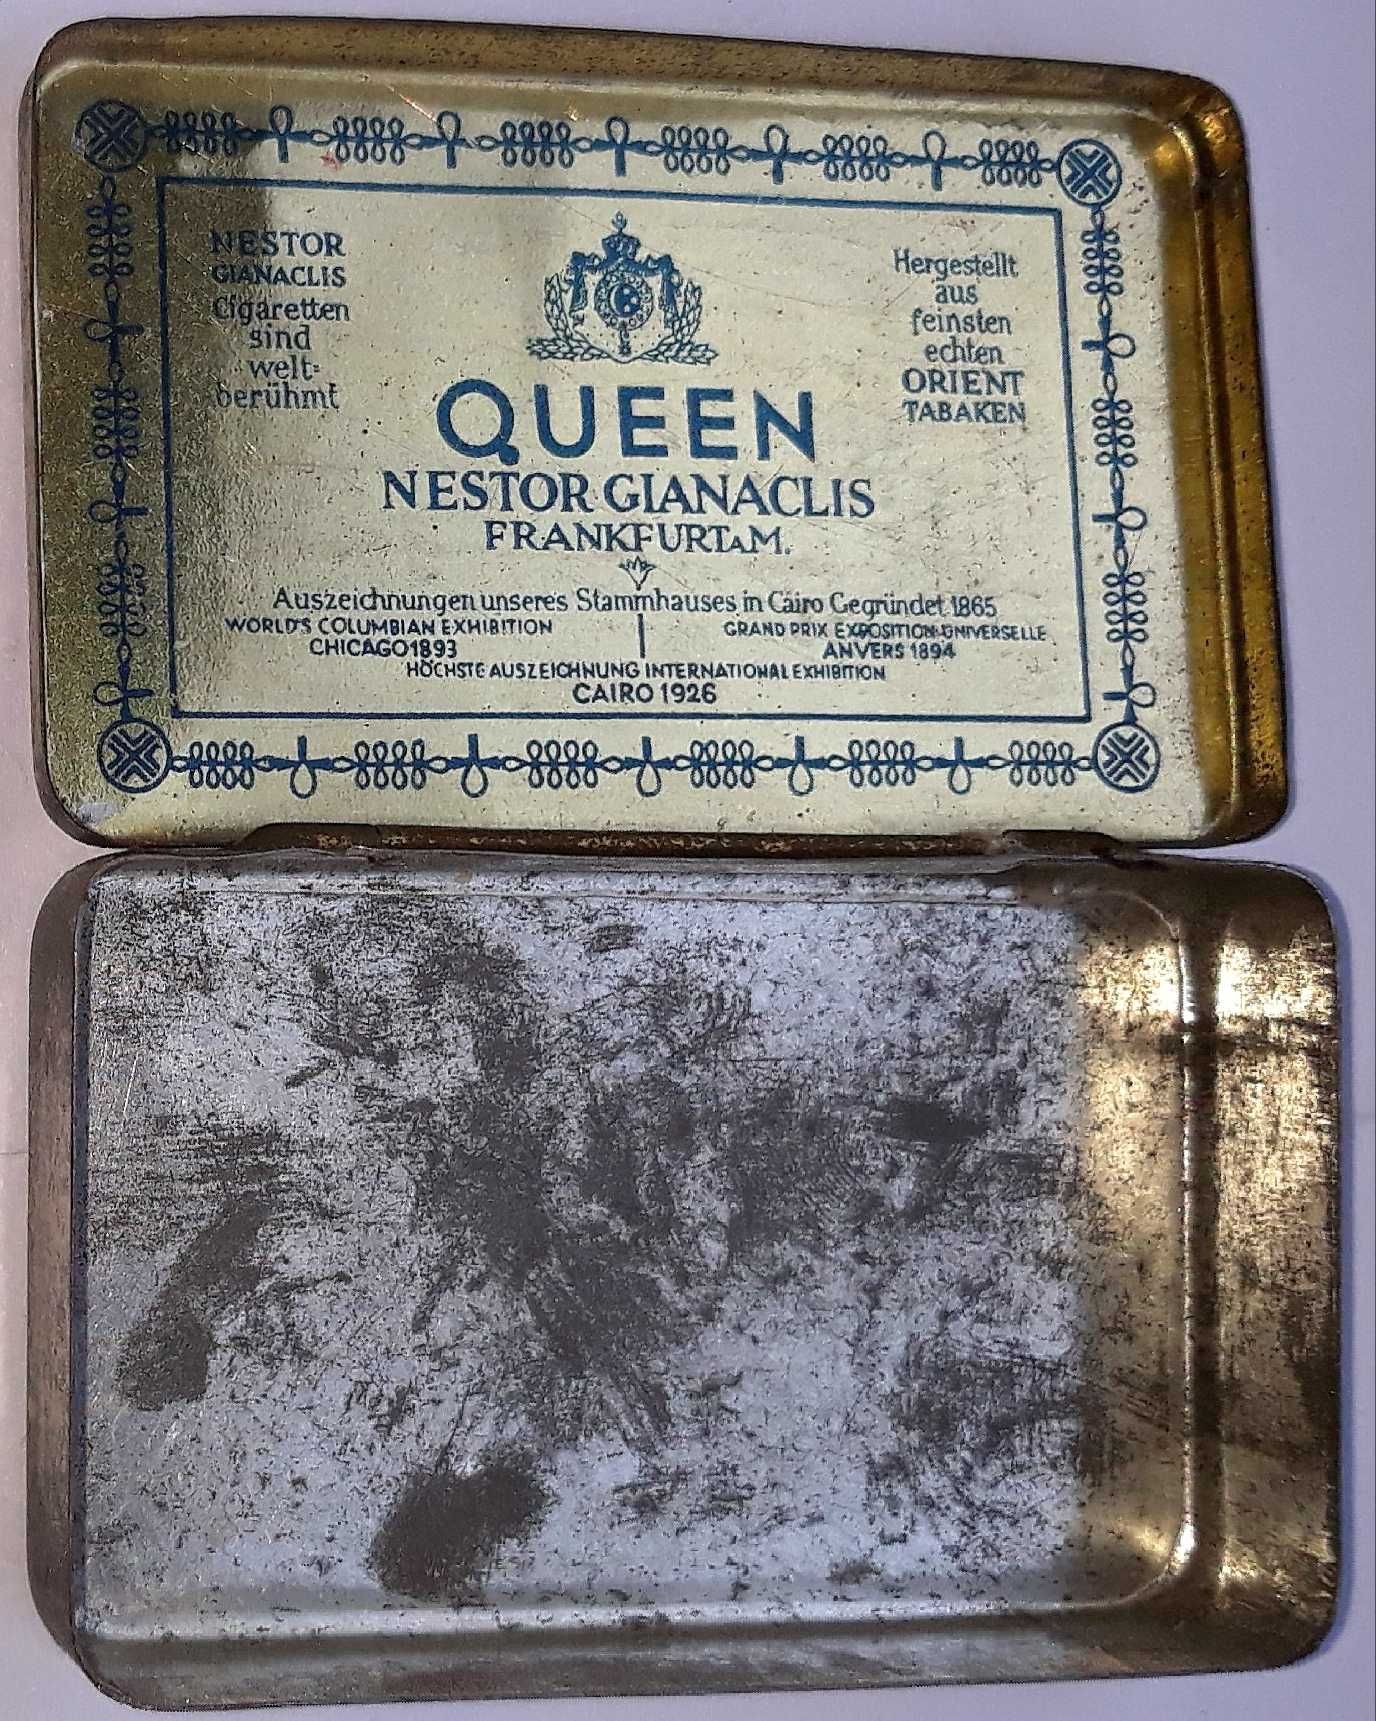 NESTOR
GIANACLIS
Cigaretten
sind
welt=
berühmt
Hergestellt
aus
feinsten
echten
ORIENT
TABAKEN
QUEEN
NESTOR GIANACLIS
FRANKFURT A M.
Auszeichnungen unseres Stammhauses in Cairo Gegründet 1865
WORLD'S COLUMBIAN EXHIBITION
CHICAGO 1893
GRAND PRIX EXPOSITION UNIVERSELLE
ANVERS 1894
HÖCHSTE AUSZEICHNUNG INTERNATIONAL EXHIBITION
CAIRO 1926